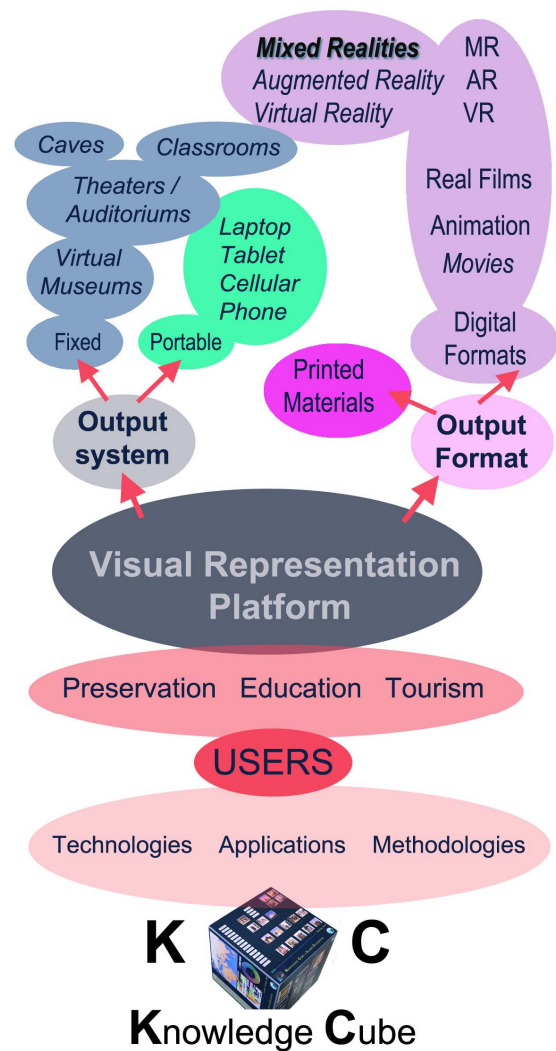 Mixed Realities MR
Augmented Reality AR
Virtual Reality VR
Caves
Classrooms
Theaters /
Auditoriums
Virtual
Museums
Fixed
Laptop
Tablet
Cellular
Phone
Portable
Real Films
Animation
Movies
Digital
Formats
Printed
Materials
Output
system
Output
Format
Visual Representation
Platform
Preservation Education Tourism
USERS
Technologies Applications Methodologies
K C
Knowledge Cube